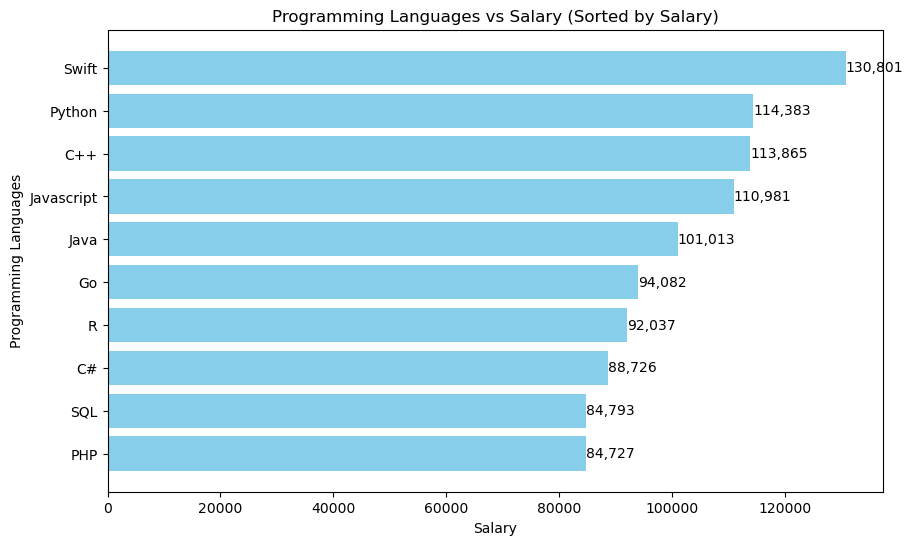 Programming Languages vs Salary (Sorted by Salary)
Swift 130,801
Python 114,383
C++ 113,865
Javascript 110,981
Java 101,013
Go 94,082
R 92,037
C# 88,726
SQL 84,793
PHP 84,727
Programming Languages
0 20000 40000 60000 80000 100000 120000
Salary